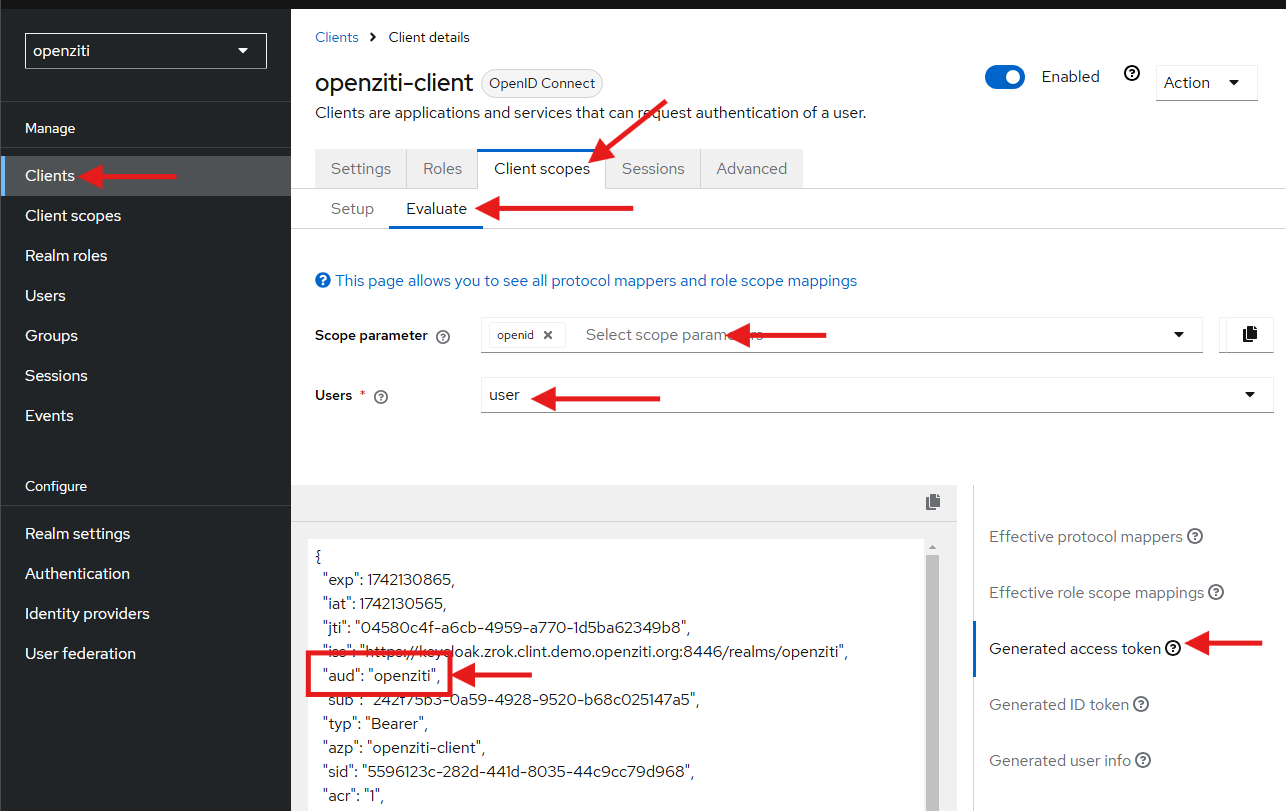 openziti
Manage
Clients
Client scopes
Realm roles
Users
Groups
Sessions
Events
Configure
Realm settings
Authentication
Identity providers
User federation
Clients > Client details
openziti-client OpenID Connect
Enabled
Action
Clients are applications and services that can request authentication of a user.
Settings Roles Client scopes Sessions Advanced
Setup Evaluate
This page allows you to see all protocol mappers and role scope mappings
Scope parameter
openid × Select scope parameters
Users *
user
{
"exp": 1742130865,
"iat": 1742130565,
"jti": "04580c4f-a6cb-4959-a770-1d5ba62349b8",
"iss": "https://keycloak.zrok.clint.demo.openziti.org:8446/realms/openziti",
"aud": "openziti",
"sub": "242f75b3-0a59-4928-9520-b68c025147a5",
"typ": "Bearer",
"azp": "openziti-client",
"sid": "5596123c-282d-441d-8035-44c9cc79d968",
"acr": "1",
Effective protocol mappers
Effective role scope mappings
Generated access token
Generated ID token
Generated user info